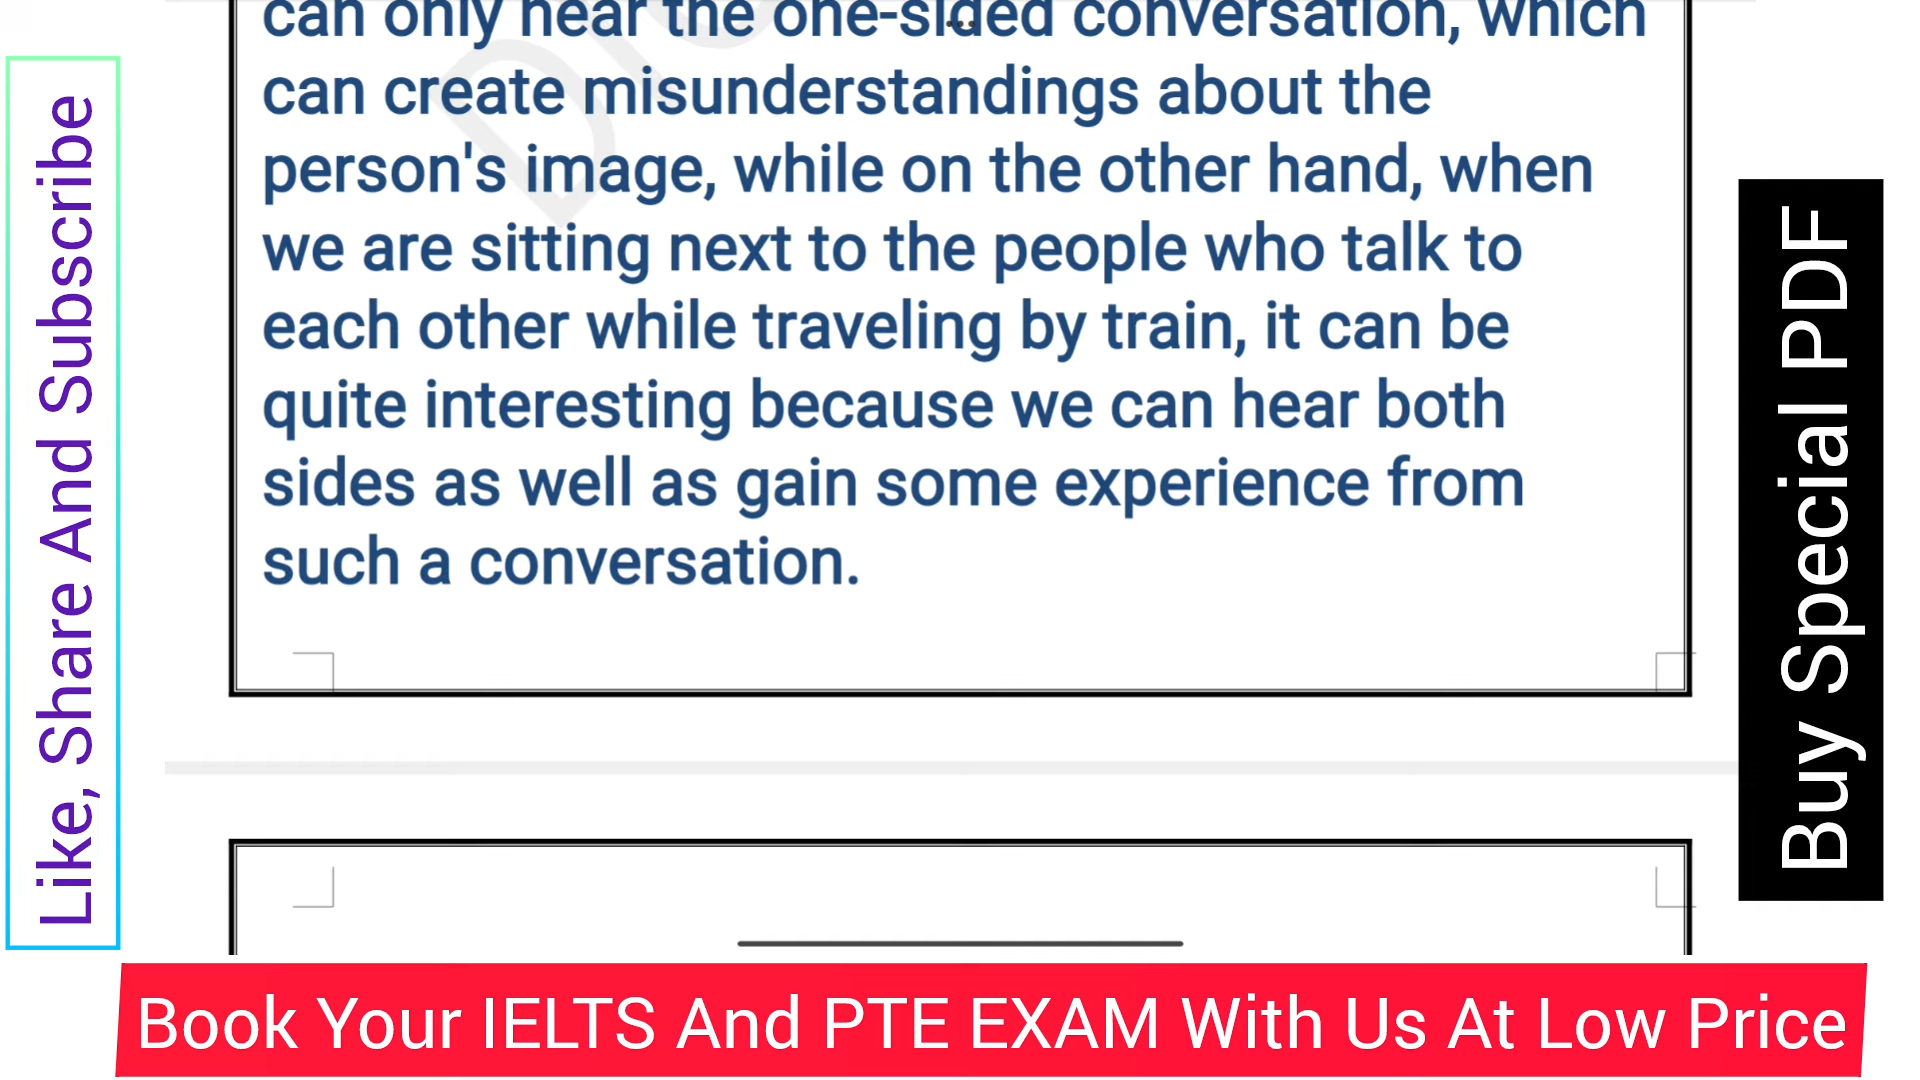 can only hear the one-sided conversation, which
can create misunderstandings about the
person's image, while on the other hand, when
we are sitting next to the people who talk to
each other while traveling by train, it can be
quite interesting because we can hear both
sides as well as gain some experience from
such a conversation.
Like, Share And Subscribe
Buy Special PDF
Book Your IELTS And PTE EXAM With Us At Low Price